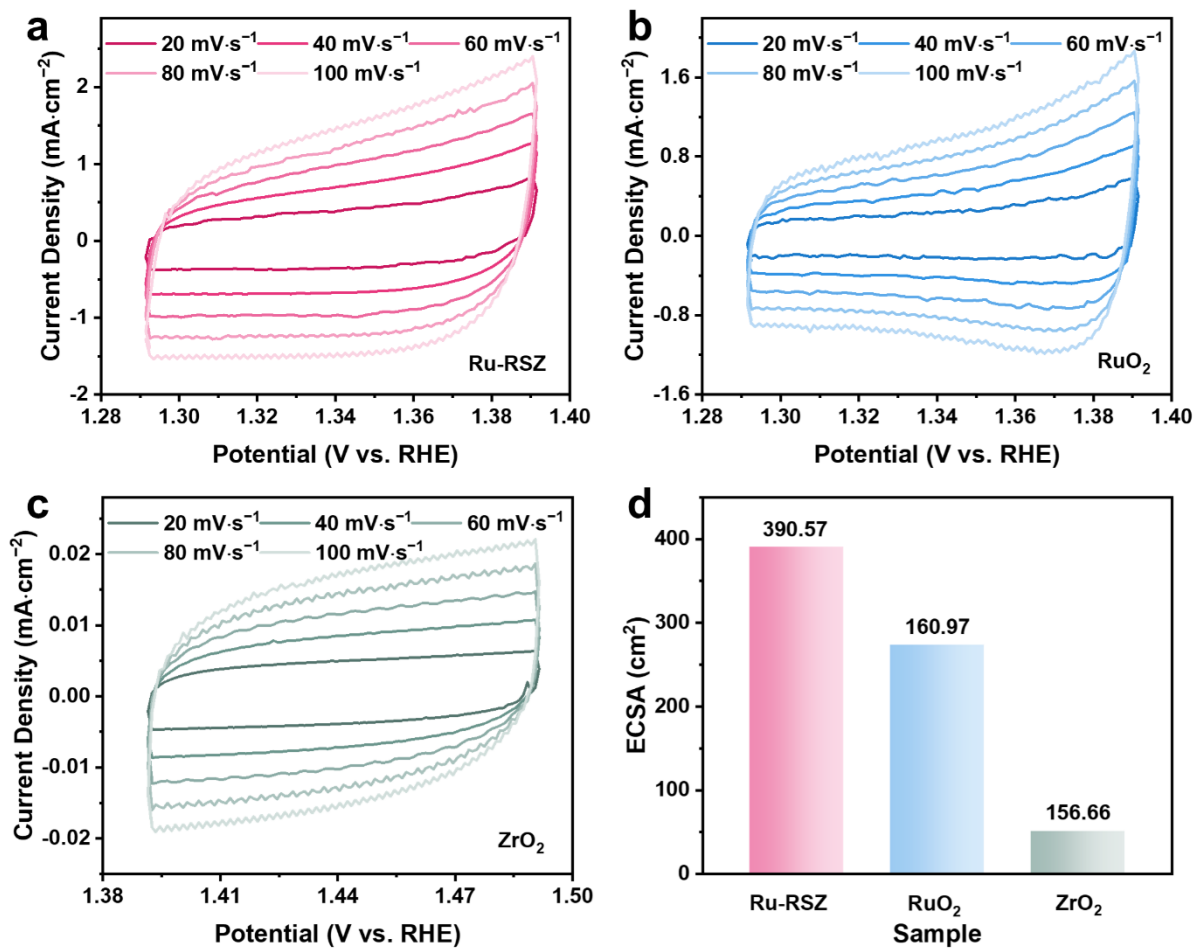 a
20 mV·s⁻¹ 40 mV·s⁻¹ 60 mV·s⁻¹
80 mV·s⁻¹ 100 mV·s⁻¹
Current Density (mA·cm⁻²)
2
1
0
-1
-2
Ru-RSZ
1.28 1.30 1.32 1.34 1.36 1.38 1.40
Potential (V vs. RHE)
b
20 mV·s⁻¹ 40 mV·s⁻¹ 60 mV·s⁻¹
80 mV·s⁻¹ 100 mV·s⁻¹
Current Density (mA·cm⁻²)
1.6
0.8
0.0
-0.8
-1.6
RuO₂
1.28 1.30 1.32 1.34 1.36 1.38 1.40
Potential (V vs. RHE)
c
20 mV·s⁻¹ 40 mV·s⁻¹ 60 mV·s⁻¹
80 mV·s⁻¹ 100 mV·s⁻¹
Current Density (mA·cm⁻²)
0.02
0.01
0.00
-0.01
-0.02
ZrO₂
1.38 1.41 1.44 1.47 1.50
Potential (V vs. RHE)
d
ECSA (cm²)
400
300
200
100
0
390.57
160.97
156.66
Ru-RSZ RuO₂ ZrO₂
Sample